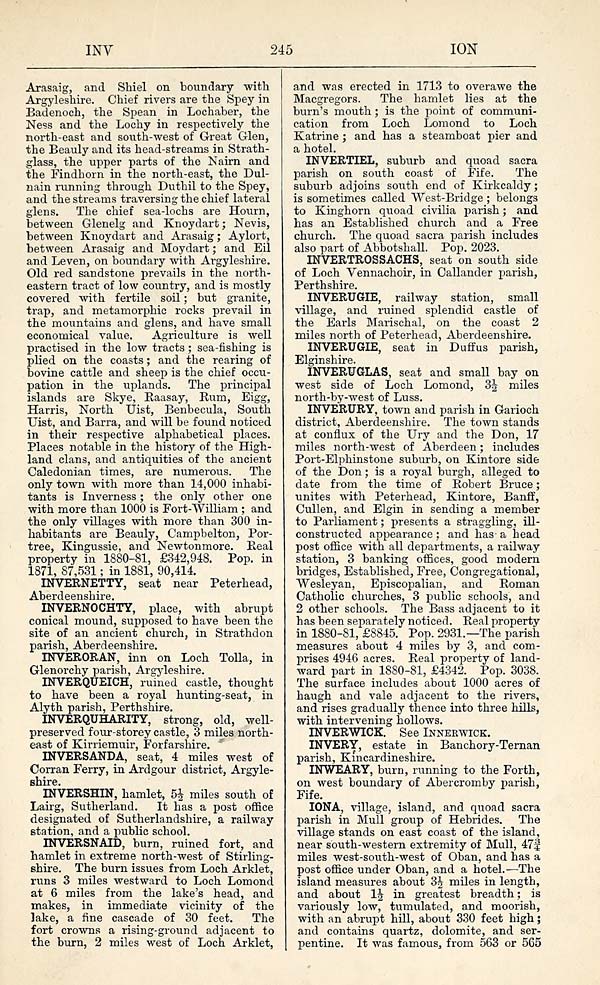 INV
245
ION
Arasaig, and Shiel on boundary with
Argyleshire. Chief rivers are the Spey in
Badenoch, the Spean in Lochaber, the
Ness and the Lochy in respectively the
north-east and south-west of Great Glen,
the Beauly and its head-streams in Strath-
glass, the upper parts of the Nairn and
the Findhorn in the north-east, the Dul-
nain running through Duthil to the Spey,
and the streams traversing the chief lateral
glens. The chief sea-lochs are Hourn,
between Glenelg and Knoydart; Nevis,
between Knoydart and Arasaig; Aylort,
between Arasaig and Moydart; and Eil
and Leven, on boundary with Argyleshire.
Old red sandstone prevails in the north-
eastern tract of low country, and is mostly
covered with fertile soil; but granite,
trap, and metamorphic rocks prevail in
the mountains and glens, and have small
economical value. Agriculture is well
practised in the low tracts; sea-fishing is
plied on the coasts; and the rearing of
bovine cattle and sheep is the chief occu-
pation in the uplands. The principal
islands are Skye, Raasay, Rum, Eigg,
Harris, North Uist, Benbecula, South
Uist, and Barra, and will be found noticed
in their respective alphabetical places.
Places notable in the history of the High-
land clans, and antiquities of the ancient
Caledonian times, are numerous. The
only town with more than 14,000 inhabi-
tants is Inverness; the only other one
with more than 1000 is Fort-William; and
the only villages with more than 300 in-
habitants are Beauly, Campbelton, Por-
tree, Kingussie, and Newtonmore. Real
property in 1880-81, £342,948. Pop. in
1871, 87,531; in 1881, 90,414.
INVERNETTY, seat near Peterhead,
Aberdeenshire.
INVERNOCHTY, place, with abrupt
conical mound, supposed to have been the
site of an ancient church, in Strathdon
parish, Aberdeenshire.
INVERORAN, inn on Loch Tolla, in
Glenorchy parish, Argyleshire.
INVERQUEICH, ruined castle, thought
to have been a royal hunting-seat, in
Alyth parish, Perthshire.
INVERQUHARITY, strong, old, well-
preserved four-storey castle, 3 miles north-
east of Kirriemuir, Forfarshire.
INVERSANDA, seat, 4 miles west of
Corran Ferry, in Ardgour district, Argyle-
shire.
INVERSHIN, hamlet, 5½ miles south of
Lairg, Sutherland. It has a post office
designated of Sutherlandshire, a railway
station, and a public school.
INVERSNAID, burn, ruined fort, and
hamlet in extreme north-west of Stirling-
shire. The burn issues from Loch Arklet,
runs 3 miles westward to Loch Lomond
at 6 miles from the lake's head, and
makes, in immediate vicinity of the
lake, a fine cascade of 30 feet. The
fort crowns a rising-ground adjacent to
the burn, 2 miles west of Loch Arklet,
and was erected in 1713 to overawe the
Macgregors. The hamlet lies at the
burn's mouth; is the point of communi-
cation from Loch Lomond to Loch
Katrine; and has a steamboat pier and
a hotel.
INVERTIEL, suburb and quoad sacra
parish on south coast of Fife. The
suburb adjoins south end of Kirkcaldy;
is sometimes called West-Bridge; belongs
to Kinghorn quoad civilia parish; and
has an Established church and a Free
church. The quoad sacra parish includes
also part of Abbotshall. Pop. 2023.
INVERTROSSACHS, seat on south side
of Loch Vennachoir, in Callander parish,
Perthshire.
INVERUGIE, railway station, small
village, and ruined splendid castle of
the Earls Marischal, on the coast 2
miles north of Peterhead, Aberdeenshire.
INVERUGIE, seat in Duffus parish,
Elginshire.
INVERUGLAS, seat and small bay on
west side of Loch Lomond, 3½ miles
north-by-west of Luss.
INVERURY, town and parish in Garioch
district, Aberdeenshire. The town stands
at conflux of the Ury and the Don, 17
miles north-west of Aberdeen; includes
Port-Elphinstone suburb, on Kintore side
of the Don; is a royal burgh, alleged to
date from the time of Robert Bruce;
unites with Peterhead, Kintore, Banff,
Cullen, and Elgin in sending a member
to Parliament; presents a straggling, ill-
constructed appearance; and has a head
post office with all departments, a railway
station, 3 banking offices, good modern
bridges, Established, Free, Congregational,
Wesleyan, Episcopalian, and Roman
Catholic churches, 3 public schools, and
2 other schools. The Bass adjacent to it
has been separately noticed. Real property
in 1880-81, £8845. Pop. 2931.—The parish
measures about 4 miles by 3, and com-
prises 4946 acres. Real property of land-
ward part in 1880-81, £4342. Pop. 3038.
The surface includes about 1000 acres of
haugh and vale adjacent to the rivers,
and rises gradually thence into three hills,
with intervening hollows.
INVERWICK. See INNERWICK.
INVERY, estate in Banchory-Ternan
parish, Kincardineshire.
INWEARY, burn, running to the Forth,
on west boundary of Abercromby parish,
Fife.
IONA, village, island, and quoad sacra
parish in Mull group of Hebrides. The
village stands on east coast of the island,
near south-western extremity of Mull, 47¾
miles west-south-west of Oban, and has a
post office under Oban, and a hotel.—The
island measures about 3½ miles in length,
and about 1½ in greatest breadth; is
variously low, tumulated, and moorish,
with an abrupt hill, about 330 feet high;
and contains quartz, dolomite, and ser-
pentine. It was famous, from 563 or 565